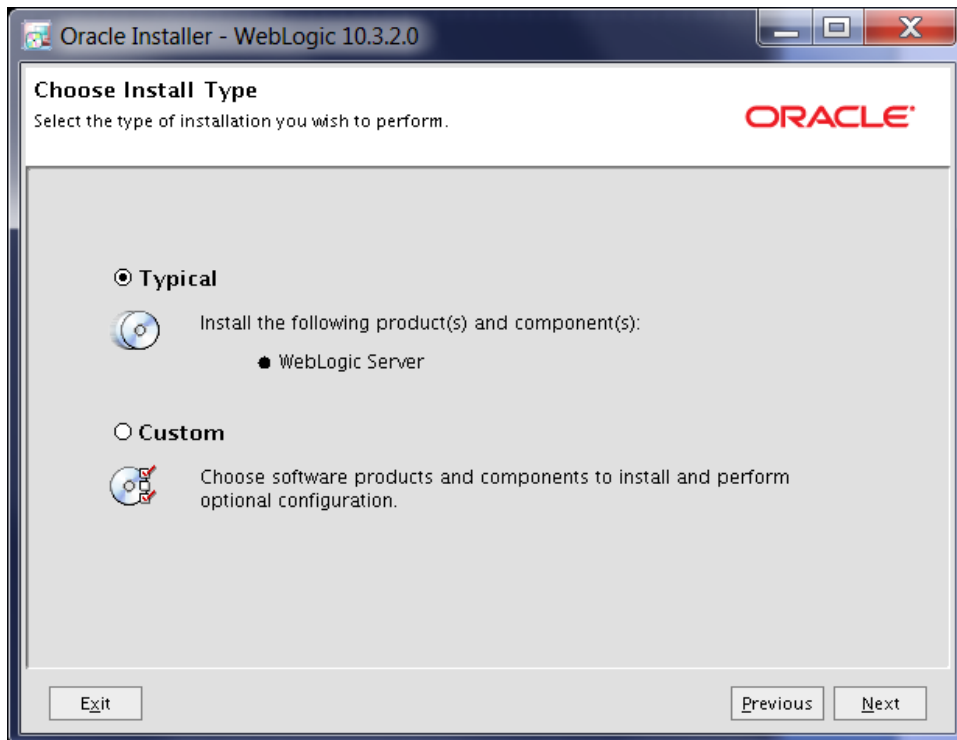 Oracle Installer - WebLogic 10.3.2.0
Choose Install Type
Select the type of installation you wish to perform.
ORACLE
Typical
Install the following product(s) and component(s):
WebLogic Server
Custom
Choose software products and components to install and perform
optional configuration.
Exit
Previous
Next